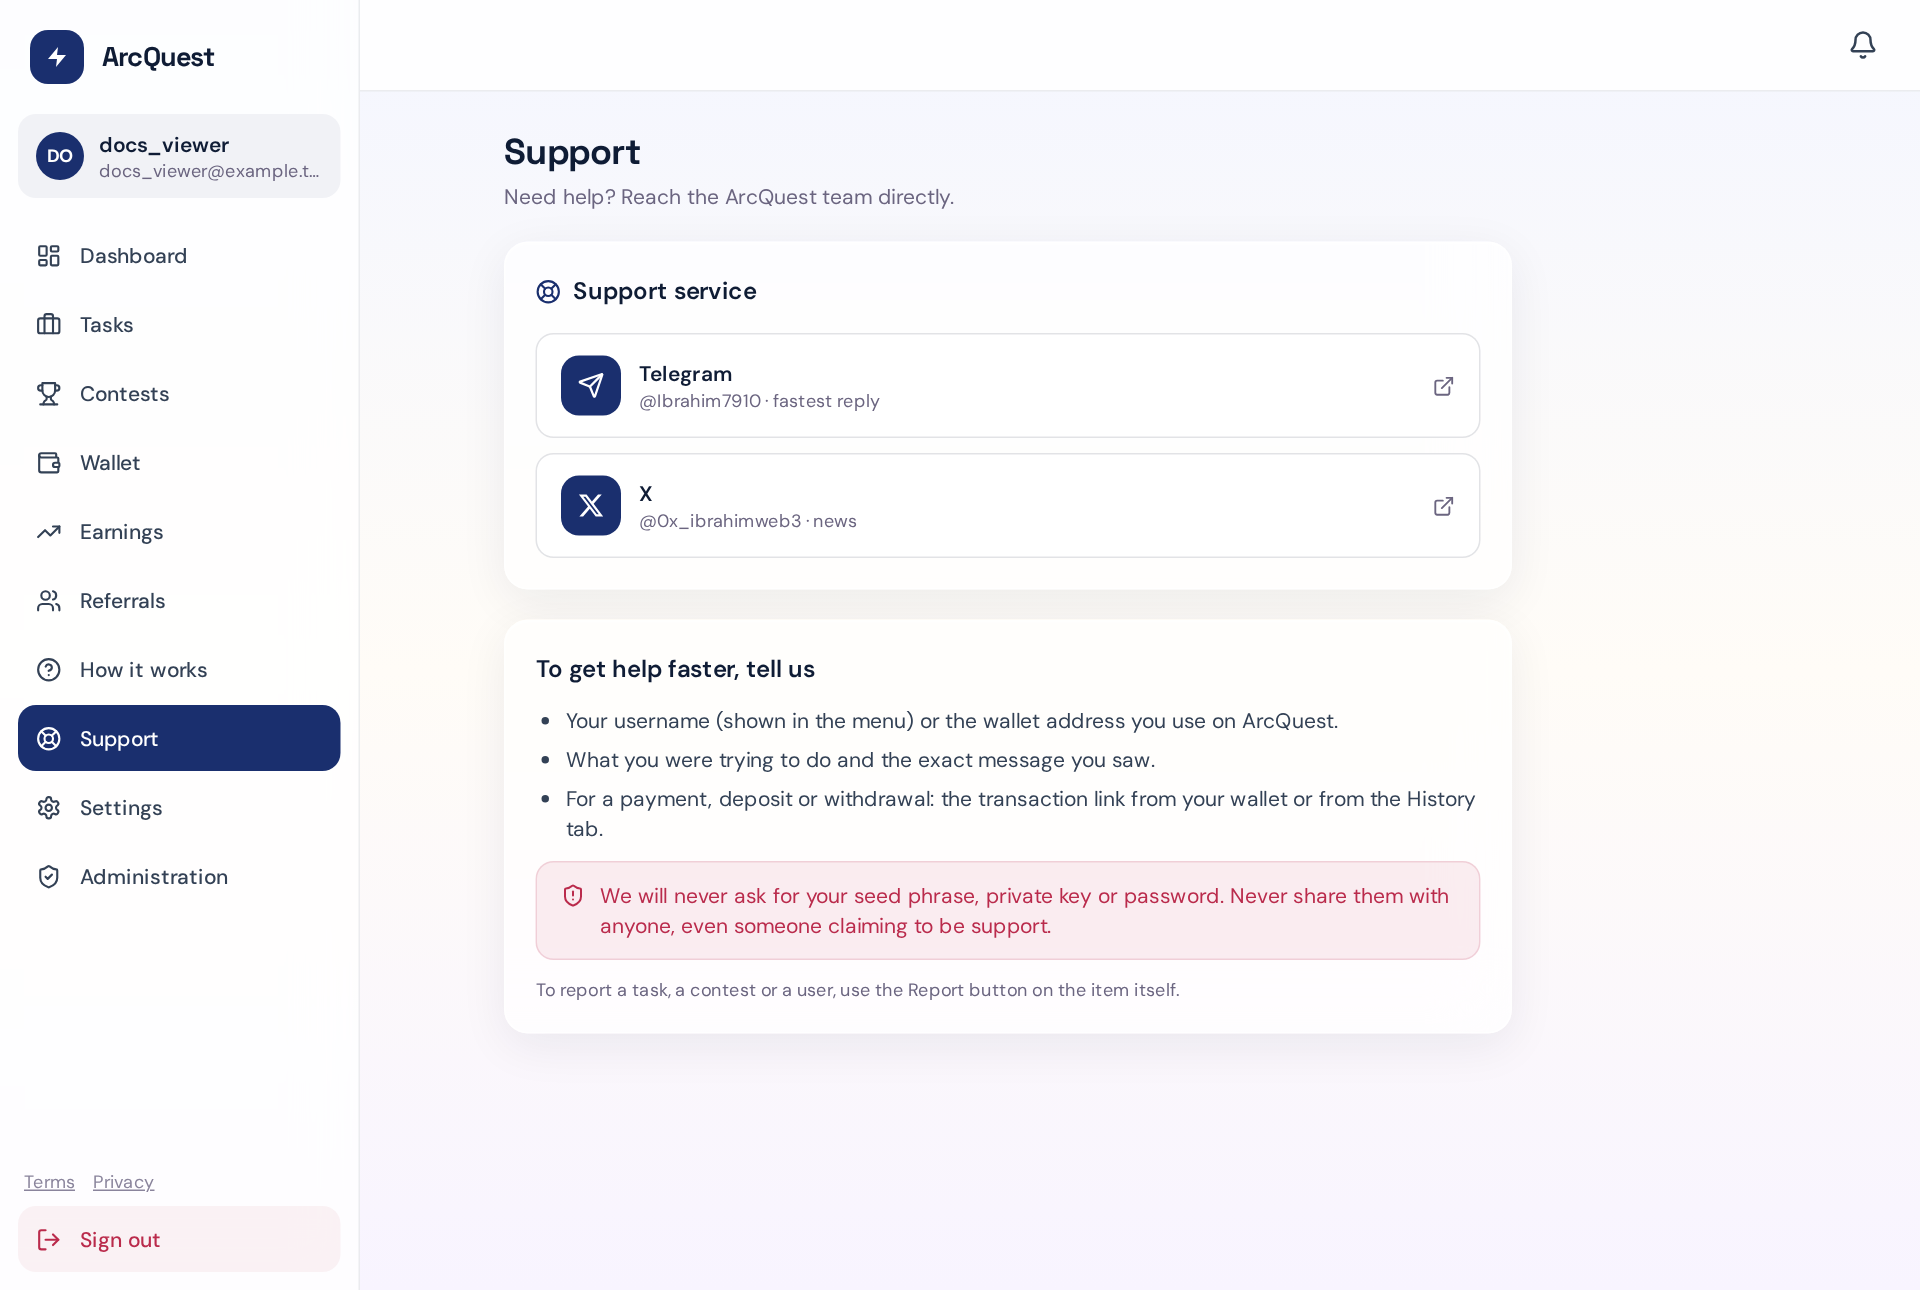 ArcQuest
DO
docs_viewer
docs_viewer@example.t...
Dashboard
Tasks
Contests
Wallet
Earnings
Referrals
How it works
Support
Settings
Administration
Terms Privacy
Sign out
Support
Need help? Reach the ArcQuest team directly.
Support service
Telegram
@Ibrahim7910 · fastest reply
X
@0x_ibrahimweb3 · news
To get help faster, tell us
• Your username (shown in the menu) or the wallet address you use on ArcQuest.
• What you were trying to do and the exact message you saw.
• For a payment, deposit or withdrawal: the transaction link from your wallet or from the History
tab.
We will never ask for your seed phrase, private key or password. Never share them with
anyone, even someone claiming to be support.
To report a task, a contest or a user, use the Report button on the item itself.